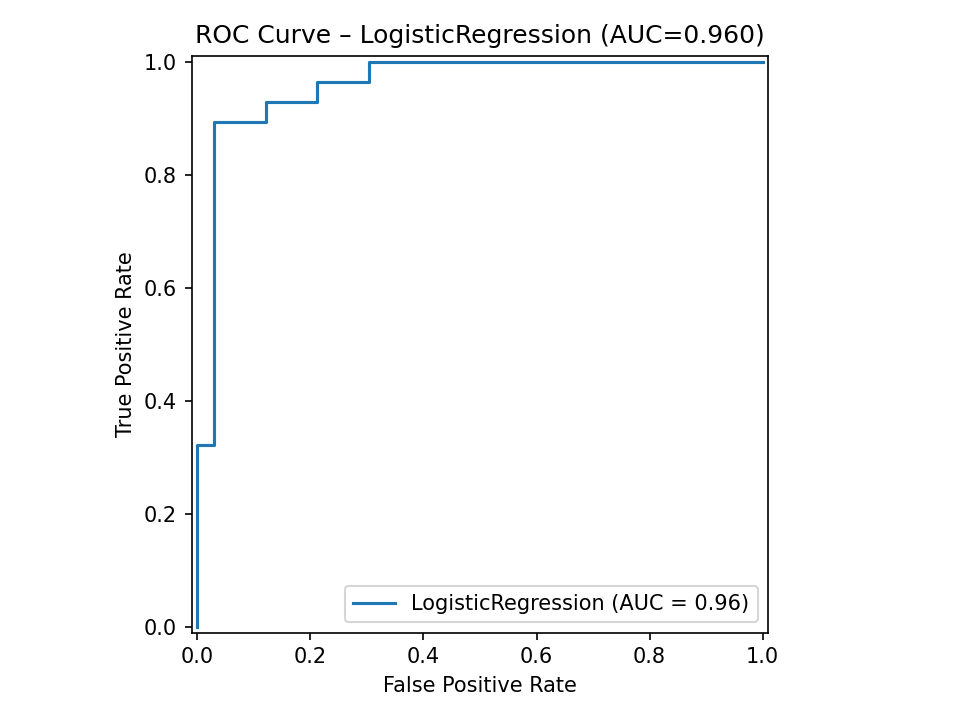 ROC Curve – LogisticRegression (AUC=0.960)
1.0
0.8
0.6
0.4
0.2
0.0
True Positive Rate
LogisticRegression (AUC = 0.96)
0.0 0.2 0.4 0.6 0.8 1.0
False Positive Rate